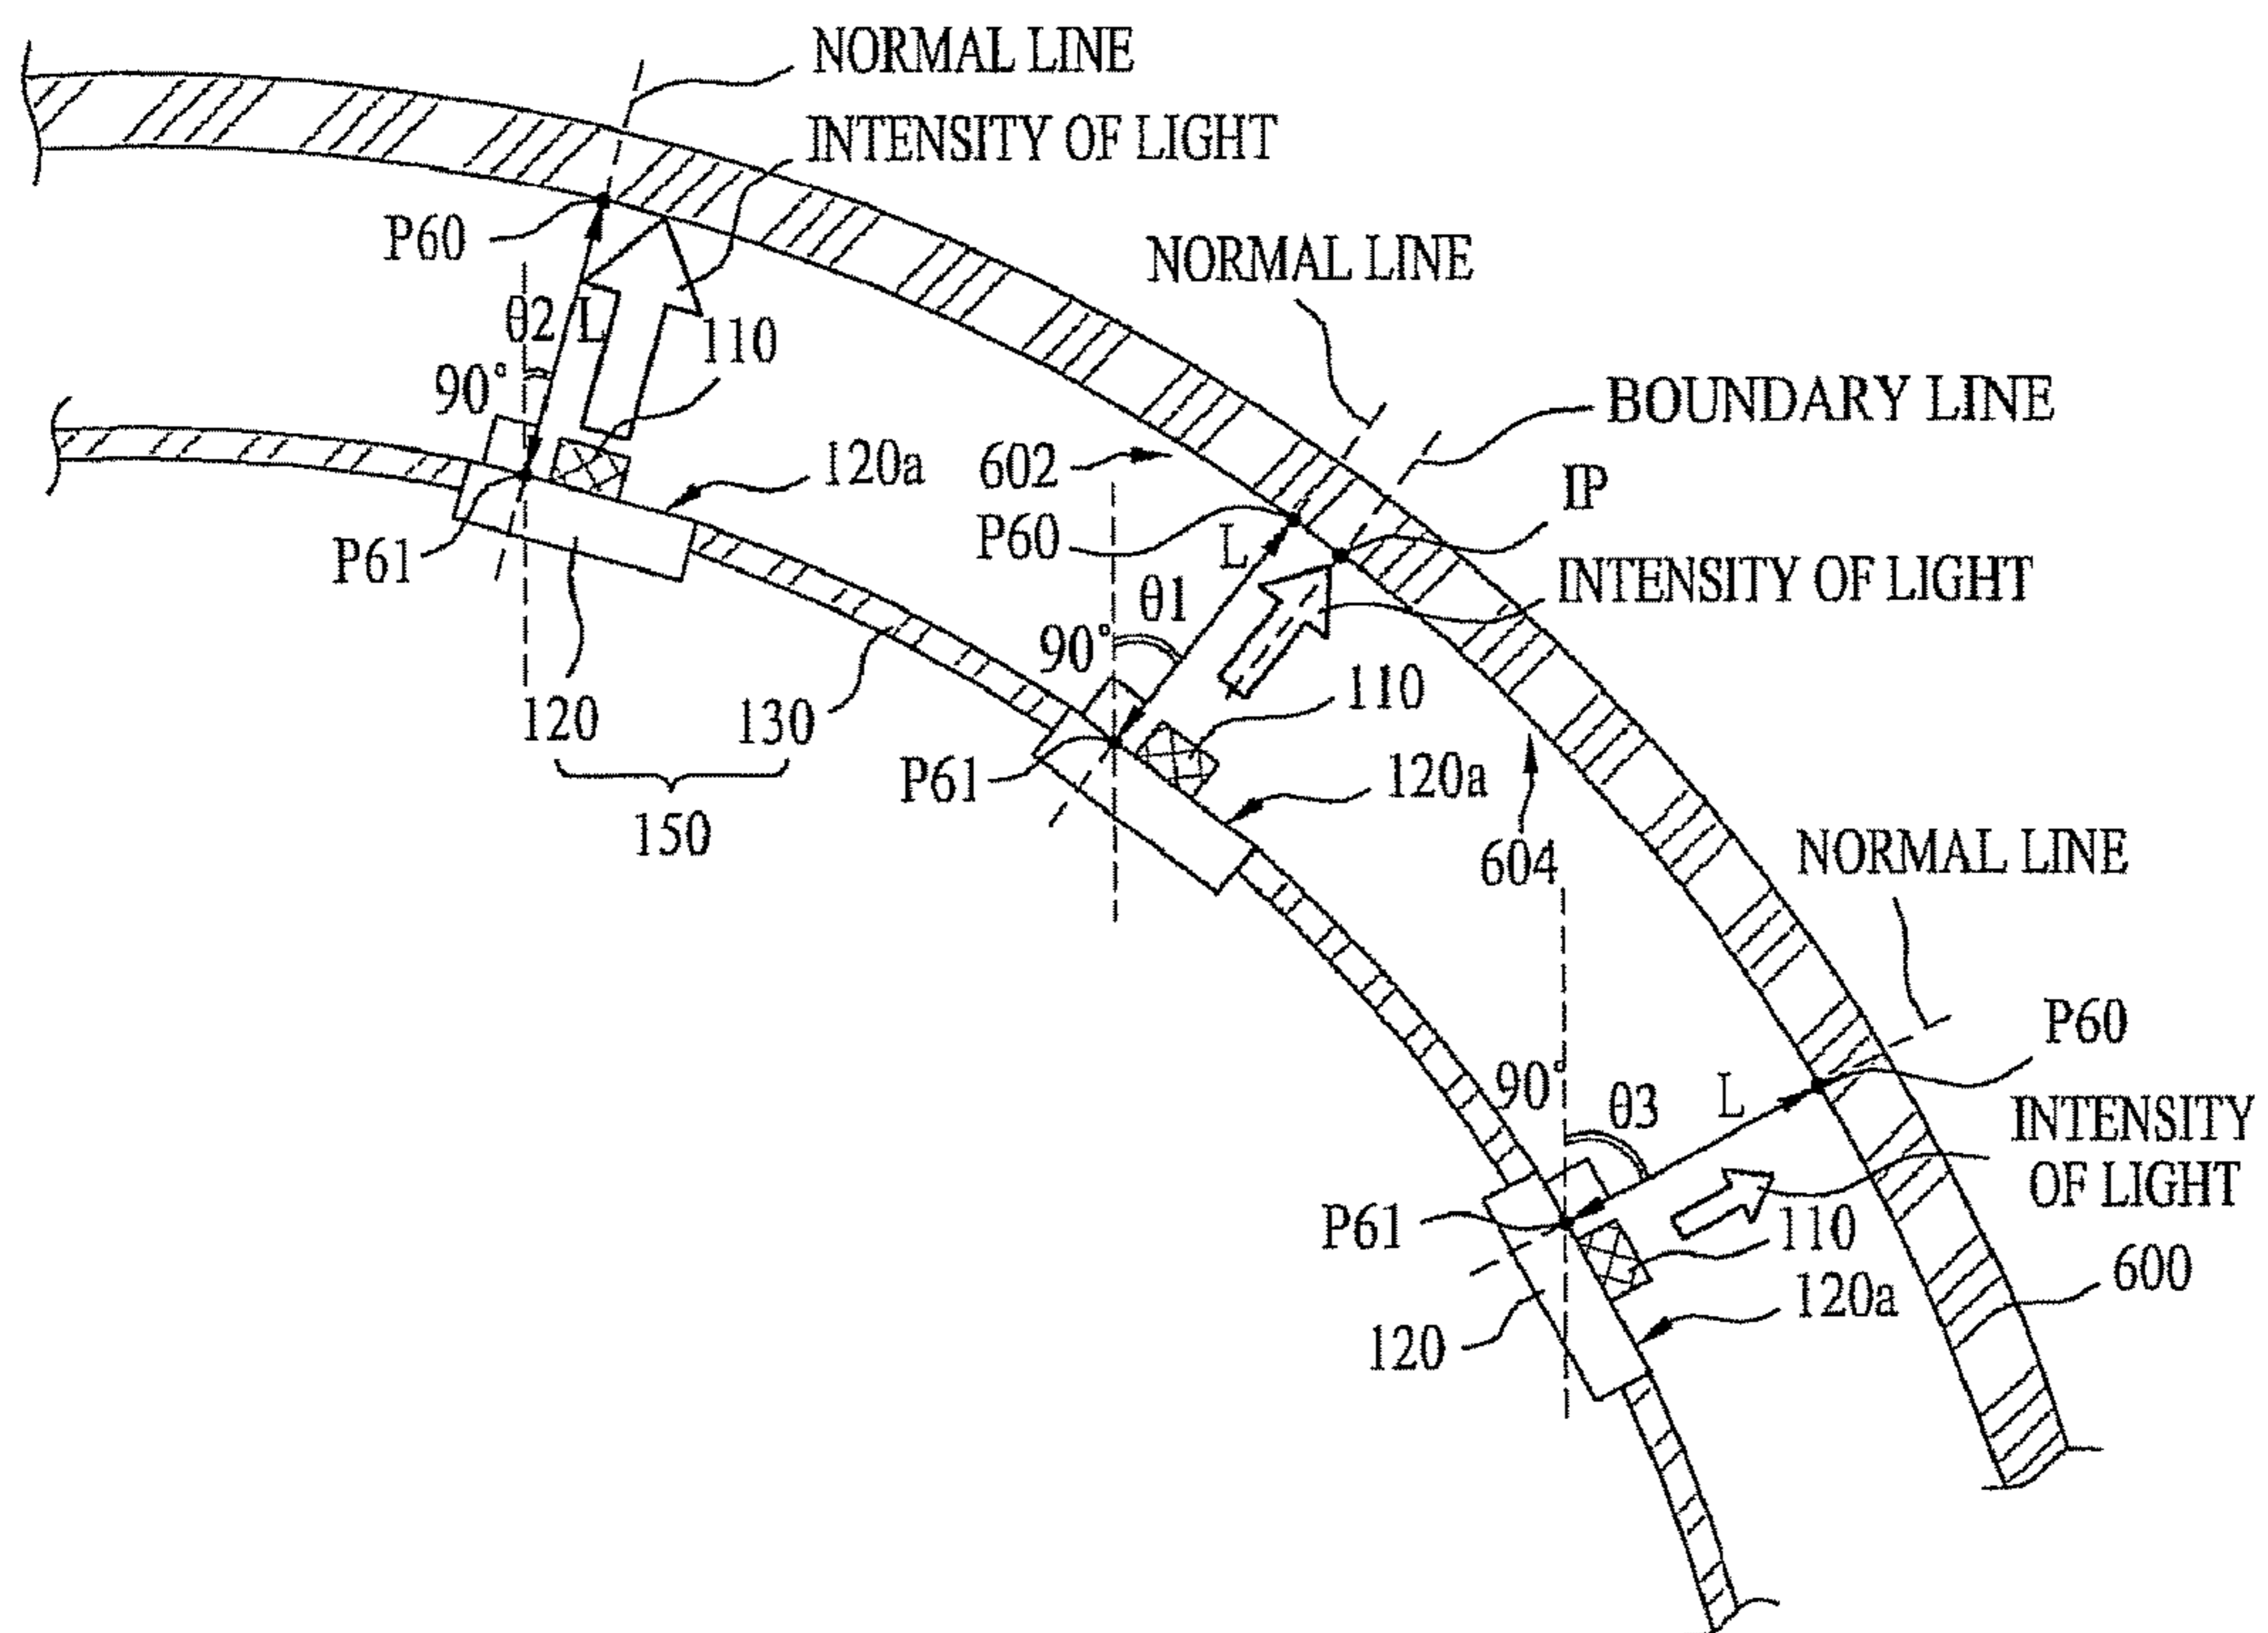 NORMAL LINE
INTENSITY OF LIGHT
P60
NORMAL LINE
θ2
L
110
90°
BOUNDARY LINE
120a
602
IP
P60
L
P61
INTENSITY OF LIGHT
θ1
90°
110
120
130
P61
120a
150
604
NORMAL LINE
P60
90°
θ3
L
INTENSITY
OF LIGHT
P61
110
600
120a
120